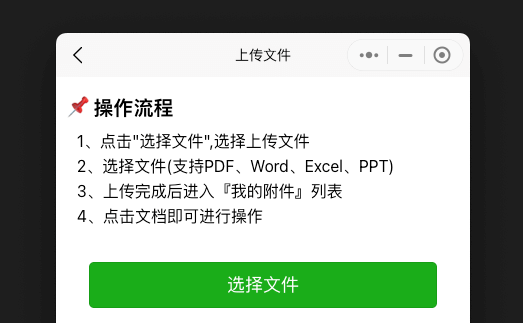 上传文件
操作流程
1、点击"选择文件",选择上传文件
2、选择文件(支持PDF、Word、Excel、PPT)
3、上传完成后进入『我的附件』列表
4、点击文档即可进行操作
选择文件